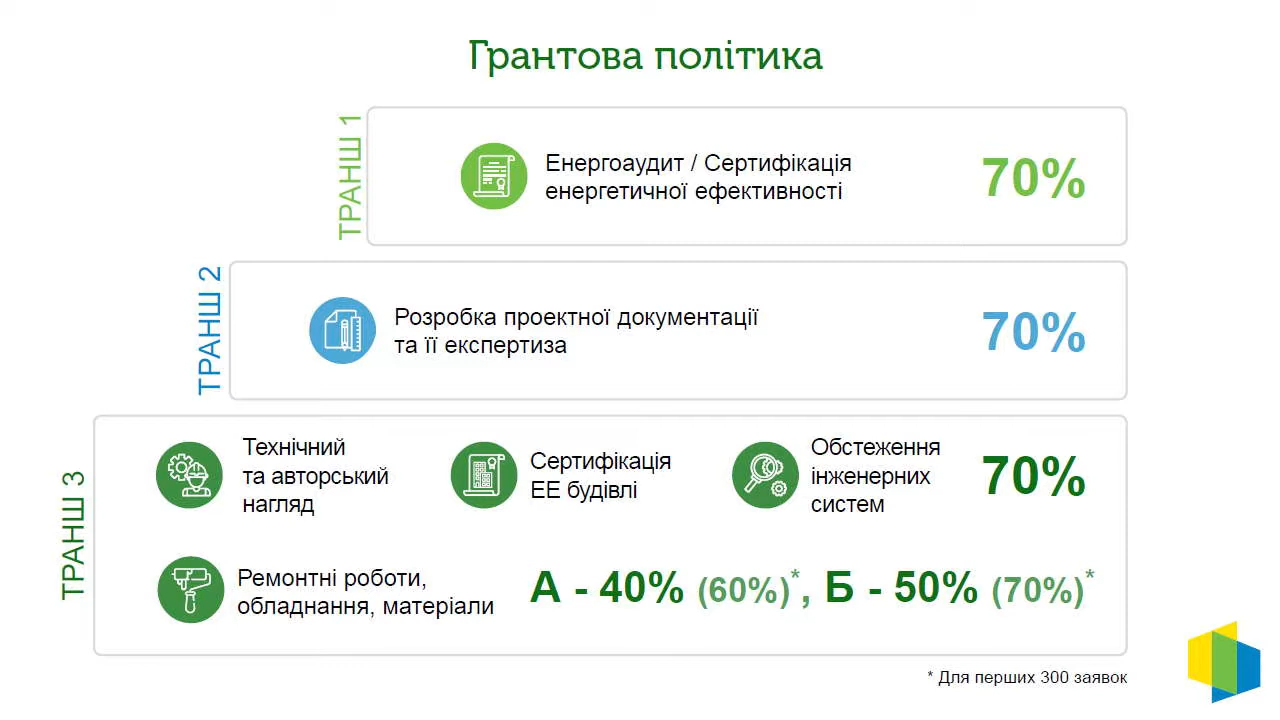 Грантова політика
ТРАНШ 1
Енергоаудит / Сертифікація
енергетичної ефективності
70%
ТРАНШ 2
Розробка проектної документації
та її експертиза
70%
ТРАНШ 3
Технічний
та авторський
нагляд
Сертифікація
ЕЕ будівлі
Обстеження
інженерних
систем
70%
Ремонтні роботи,
обладнання, матеріали
А - 40% (60%)*, Б - 50% (70%)*
* Для перших 300 заявок